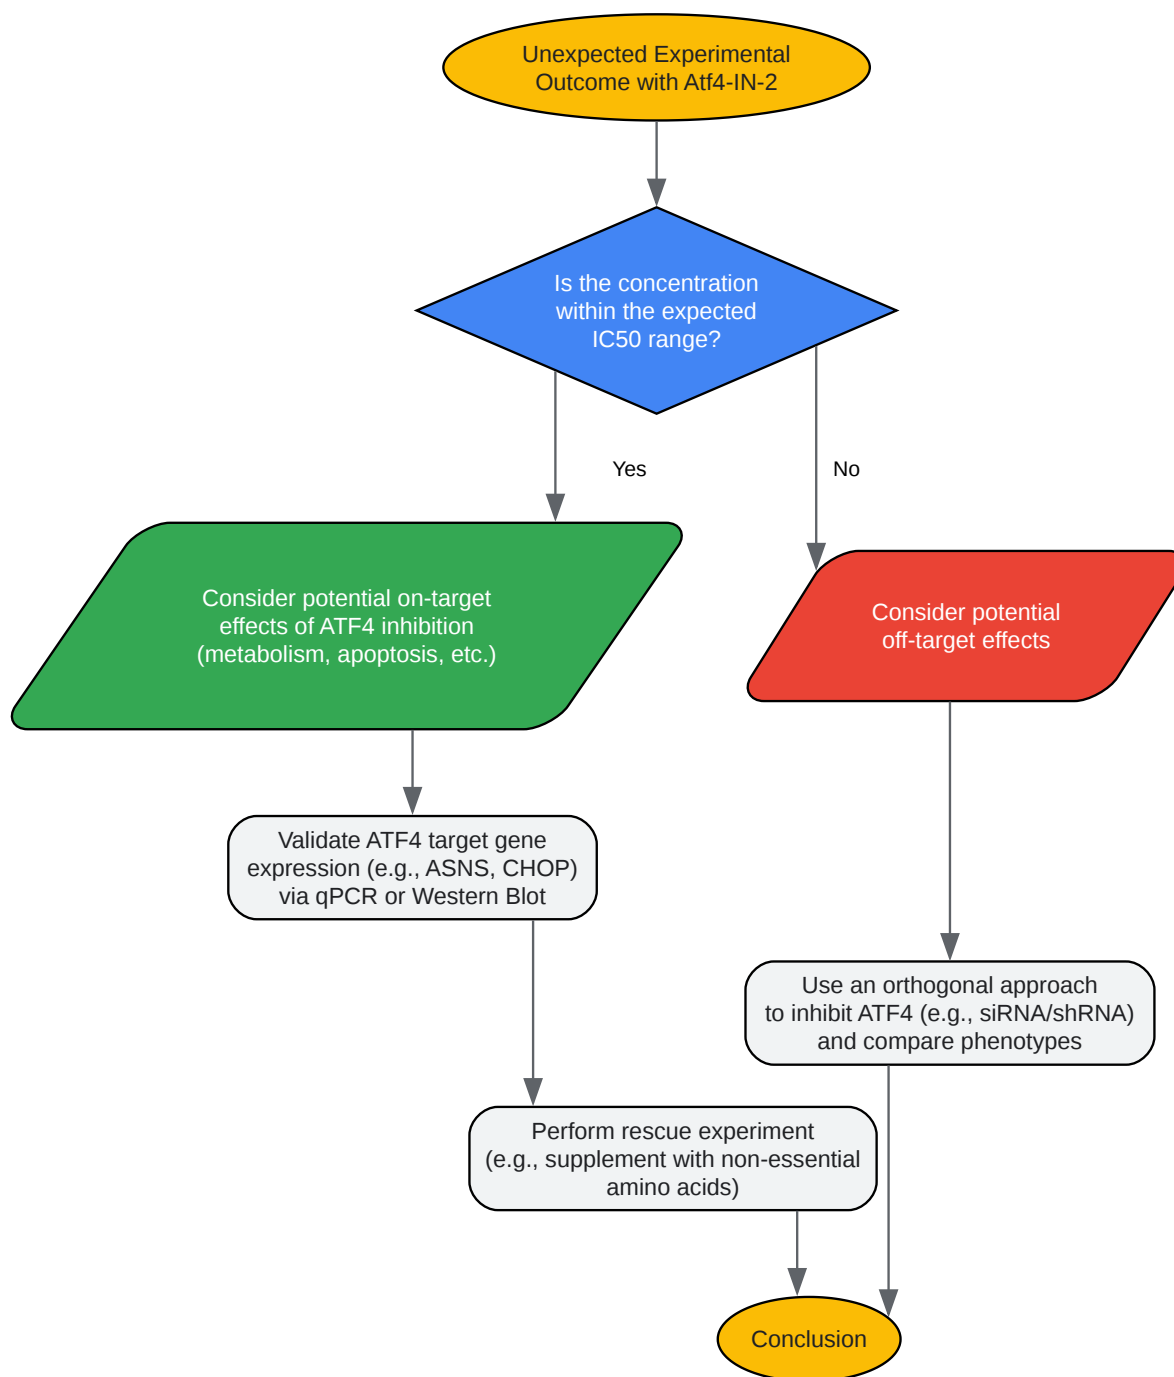 Unexpected Experimental
Outcome with Atf4-IN-2
Is the concentration
within the expected
IC50 range?
Yes
No
Consider potential on-target
effects of ATF4 inhibition
(metabolism, apoptosis, etc.)
Consider potential
off-target effects
Validate ATF4 target gene
expression (e.g., ASNS, CHOP)
via qPCR or Western Blot
Use an orthogonal approach
to inhibit ATF4 (e.g., siRNA/shRNA)
and compare phenotypes
Perform rescue experiment
(e.g., supplement with non-essential
amino acids)
Conclusion